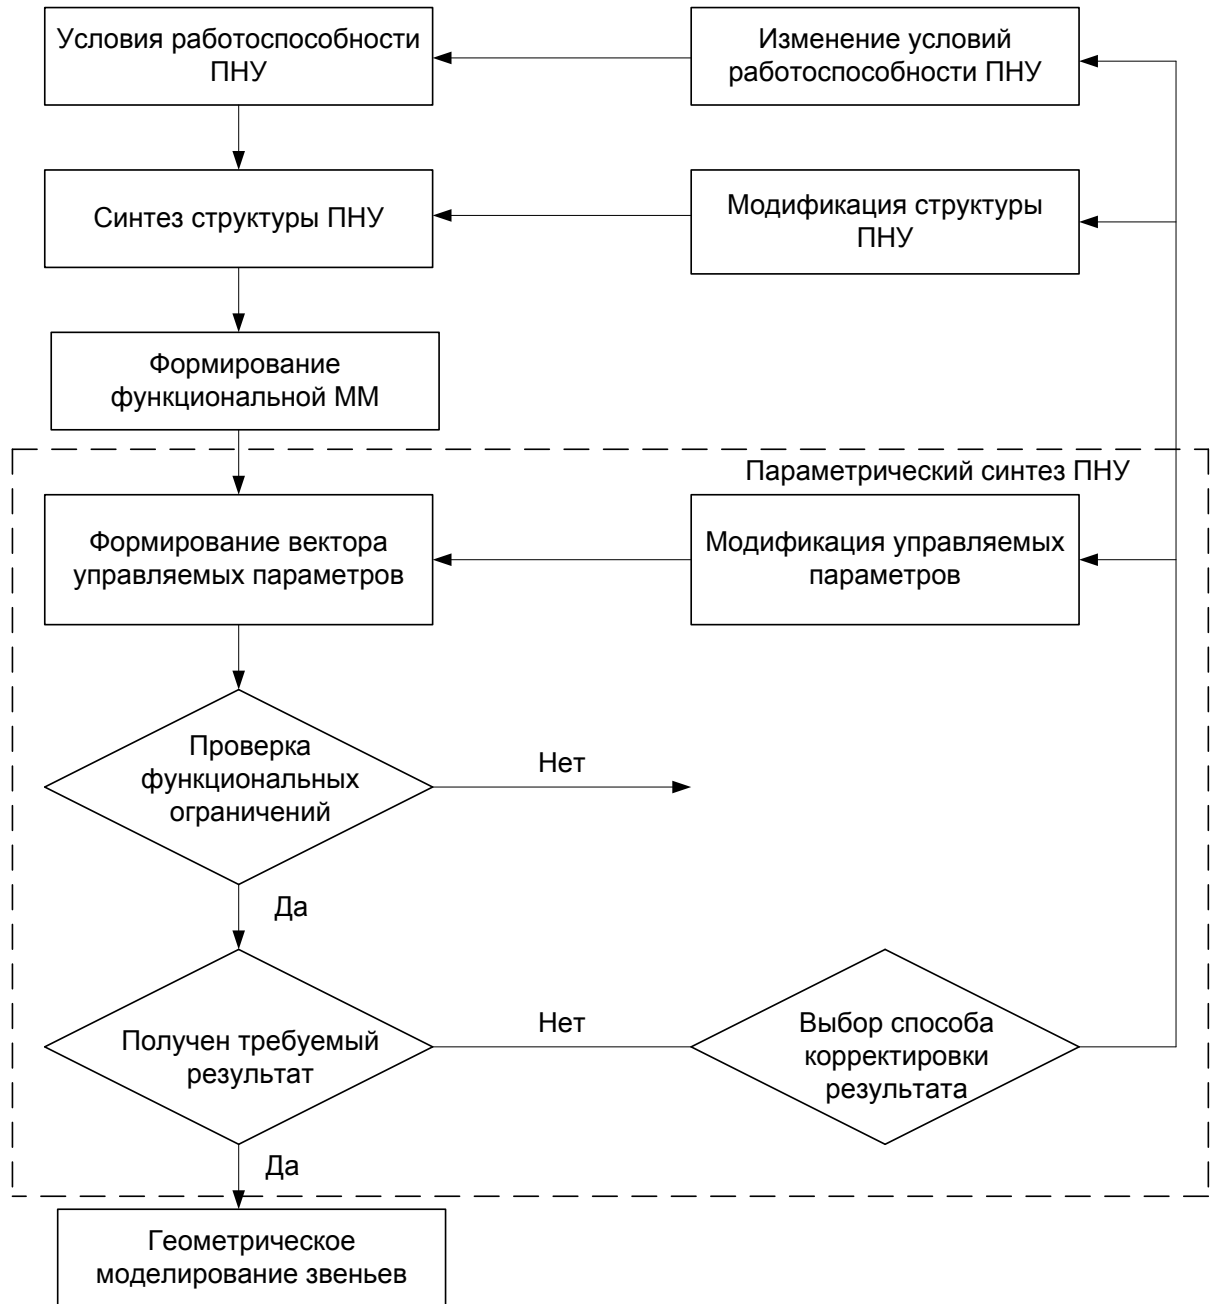 Условия работоспособности
ПНУ
Изменение условий
работоспособности ПНУ
Синтез структуры ПНУ
Модификация структуры
ПНУ
Формирование
функциональной ММ
Параметрический синтез ПНУ
Формирование вектора
управляемых параметров
Модификация управляемых
параметров
Проверка
функциональных
ограничений
Нет
Да
Получен требуемый
результат
Нет
Выбор способа
корректировки
результата
Да
Геометрическое
моделирование звеньев